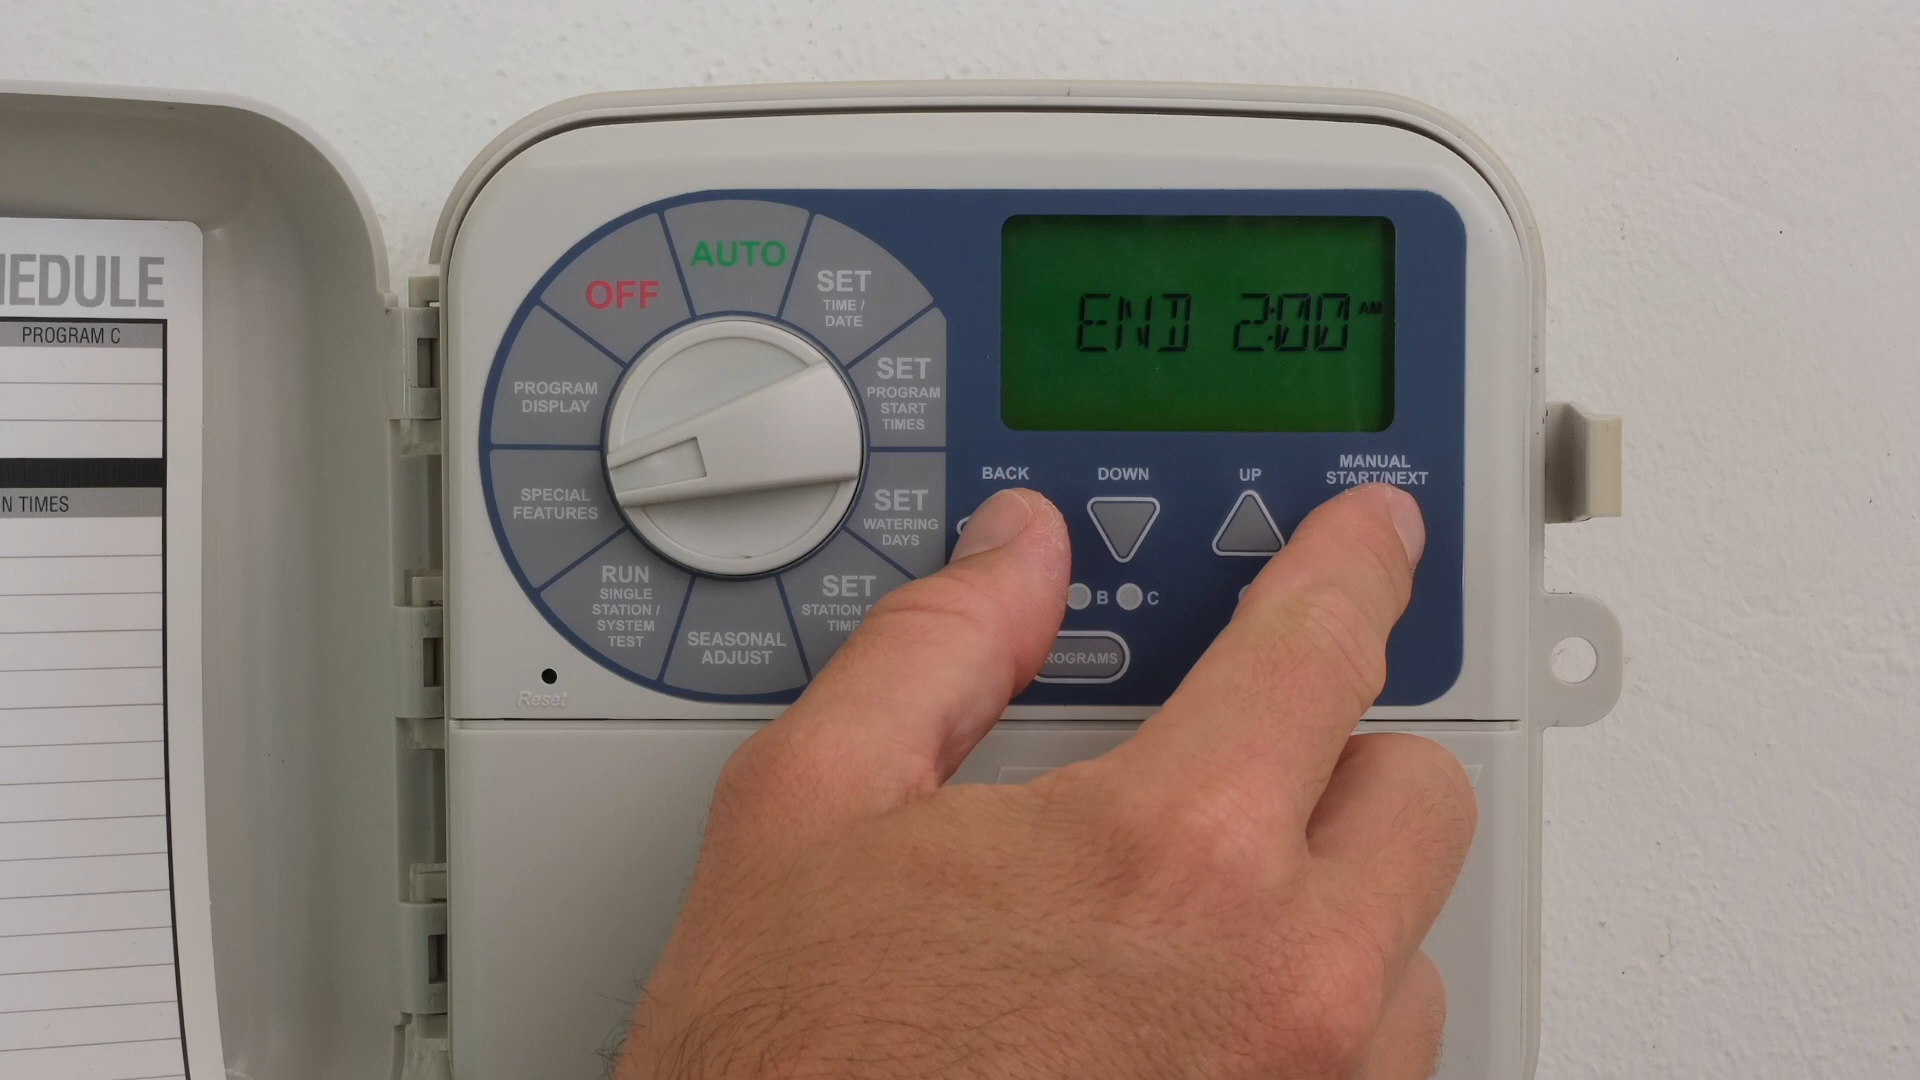 HEDULE
PROGRAM C
N TIMES
AUTO
OFF
SET
TIME /
DATE
SET
PROGRAM
START
TIMES
PROGRAM
DISPLAY
SPECIAL
FEATURES
SET
WATERING
DAYS
RUN
SINGLE
STATION /
SYSTEM
TEST
SEASONAL
ADJUST
SET
STATION
TIM
Reset
END 2:00 AM
BACK
DOWN
UP
MANUAL
START/NEXT
B
C
ROGRAMS